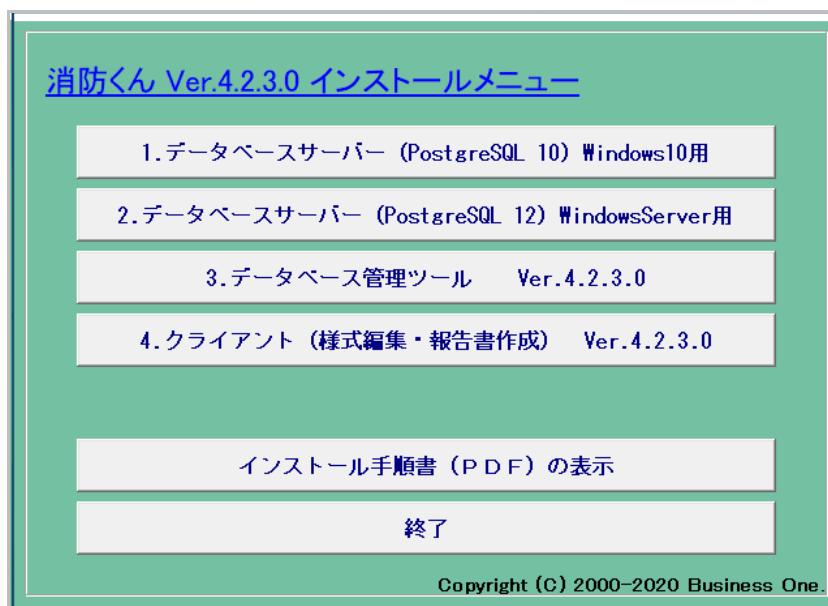 消防くん Ver.4.2.3.0 インストールメニュー
1.データベースサーバー (PostgreSQL 10) Windows10用
2.データベースサーバー (PostgreSQL 12) WindowsServer用
3.データベース管理ツール　Ver.4.2.3.0
4.クライアント (様式編集・報告書作成)　Ver.4.2.3.0
インストール手順書（ＰＤＦ）の表示
終了
Copyright (C) 2000-2020 Business One.